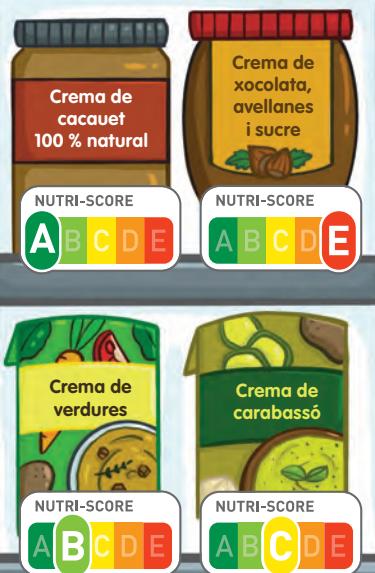 Crema de
cacauet
100 % natural
NUTRI-SCORE
A B C D E
Crema de
xocolata,
avellanes
i sucre
NUTRI-SCORE
A B C D E
Crema de
verdures
NUTRI-SCORE
A B C D E
Crema de
carabassó
NUTRI-SCORE
A B C D E